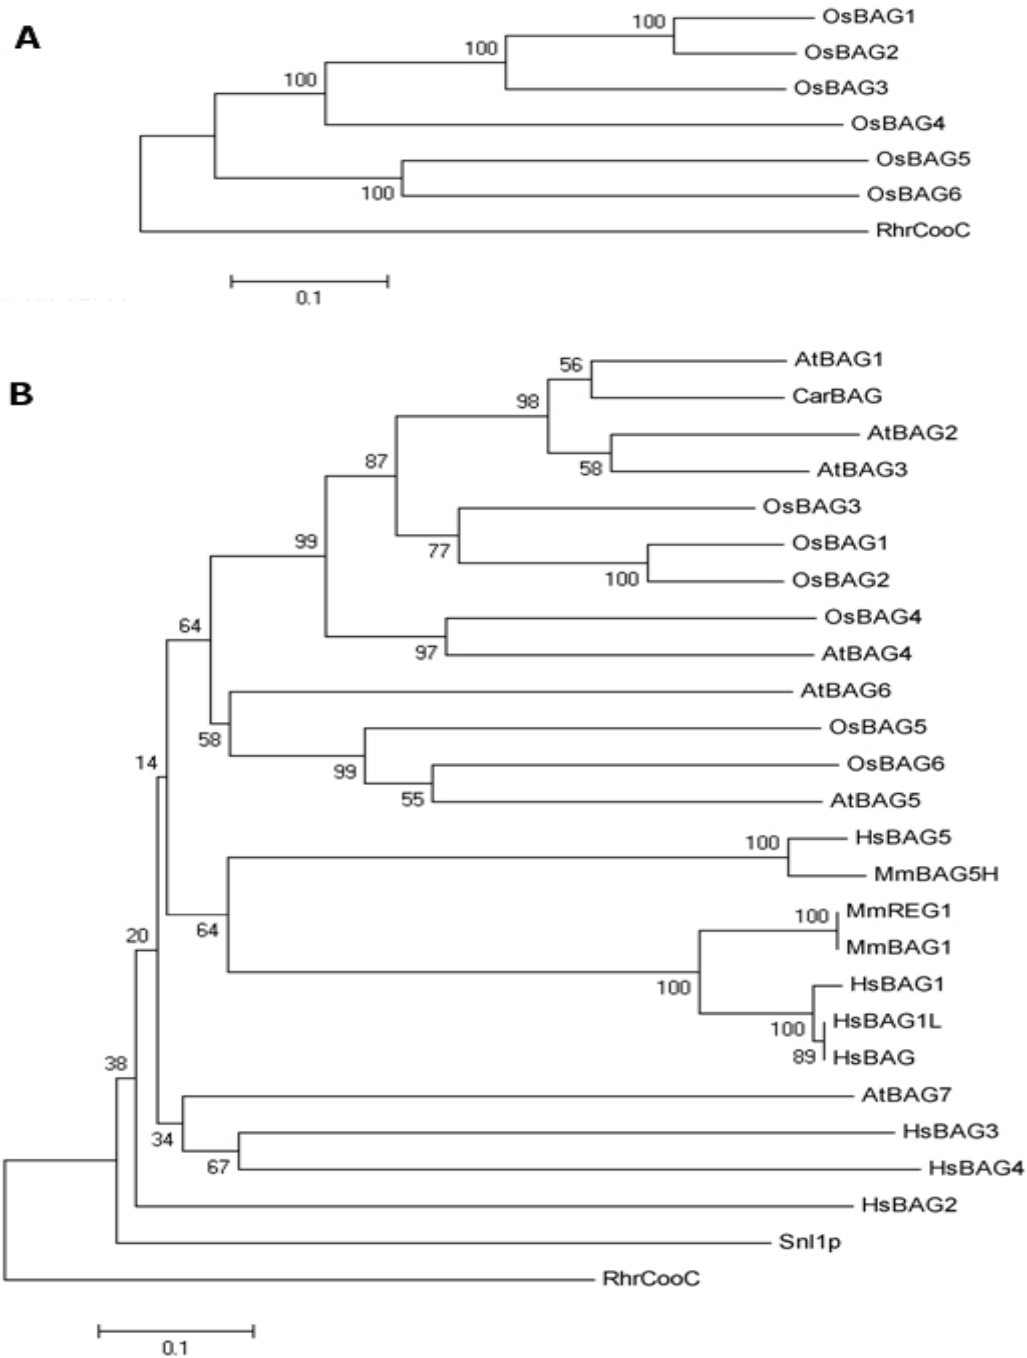 A
100
OsBAG1
100
OsBAG2
100
OsBAG3
OsBAG4
OsBAG5
100
OsBAG6
RhrCooC
0.1
B
56
AtBAG1
98
CarBAG
AtBAG2
87
58
AtBAG3
OsBAG3
99
77
OsBAG1
100
OsBAG2
64
OsBAG4
97
AtBAG4
AtBAG6
58
OsBAG5
14
99
OsBAG6
55
AtBAG5
100
HsBAG5
MmBAG5H
100
MmREG1
20
64
MmBAG1
100
HsBAG1
100
HsBAG1L
38
89
HsBAG
AtBAG7
34
HsBAG3
67
HsBAG4
HsBAG2
Snl1p
RhrCooC
0.1